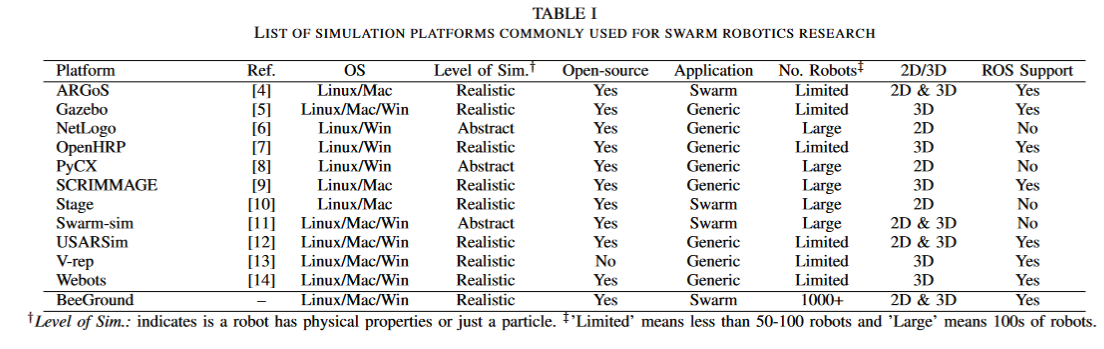 TABLE I
LIST OF SIMULATION PLATFORMS COMMONLY USED FOR SWARM ROBOTICS RESEARCH
Platform Ref. OS Level of Sim.† Open-source Application No. Robots‡ 2D/3D ROS Support
ARGoS [4] Linux/Mac Realistic Yes Swarm Limited 2D & 3D Yes
Gazebo [5] Linux/Mac/Win Realistic Yes Generic Limited 3D Yes
NetLogo [6] Linux/Win Abstract Yes Generic Large 2D No
OpenHRP [7] Linux/Win Realistic Yes Generic Limited 3D Yes
PyCX [8] Linux/Win Abstract Yes Generic Large 2D No
SCRIMMAGE [9] Linux/Mac Realistic Yes Generic Large 3D Yes
Stage [10] Linux/Mac Realistic Yes Swarm Large 2D No
Swarm-sim [11] Linux/Mac/Win Abstract Yes Swarm Large 2D & 3D No
USARSim [12] Linux/Mac/Win Realistic Yes Generic Limited 2D & 3D Yes
V-rep [13] Linux/Mac/Win Realistic No Generic Limited 3D Yes
Webots [14] Linux/Mac/Win Realistic Yes Generic Limited 3D Yes
BeeGround – Linux/Mac/Win Realistic Yes Swarm 1000+ 2D & 3D Yes
†Level of Sim.: indicates is a robot has physical properties or just a particle. ‡'Limited' means less than 50-100 robots and 'Large' means 100s of robots.